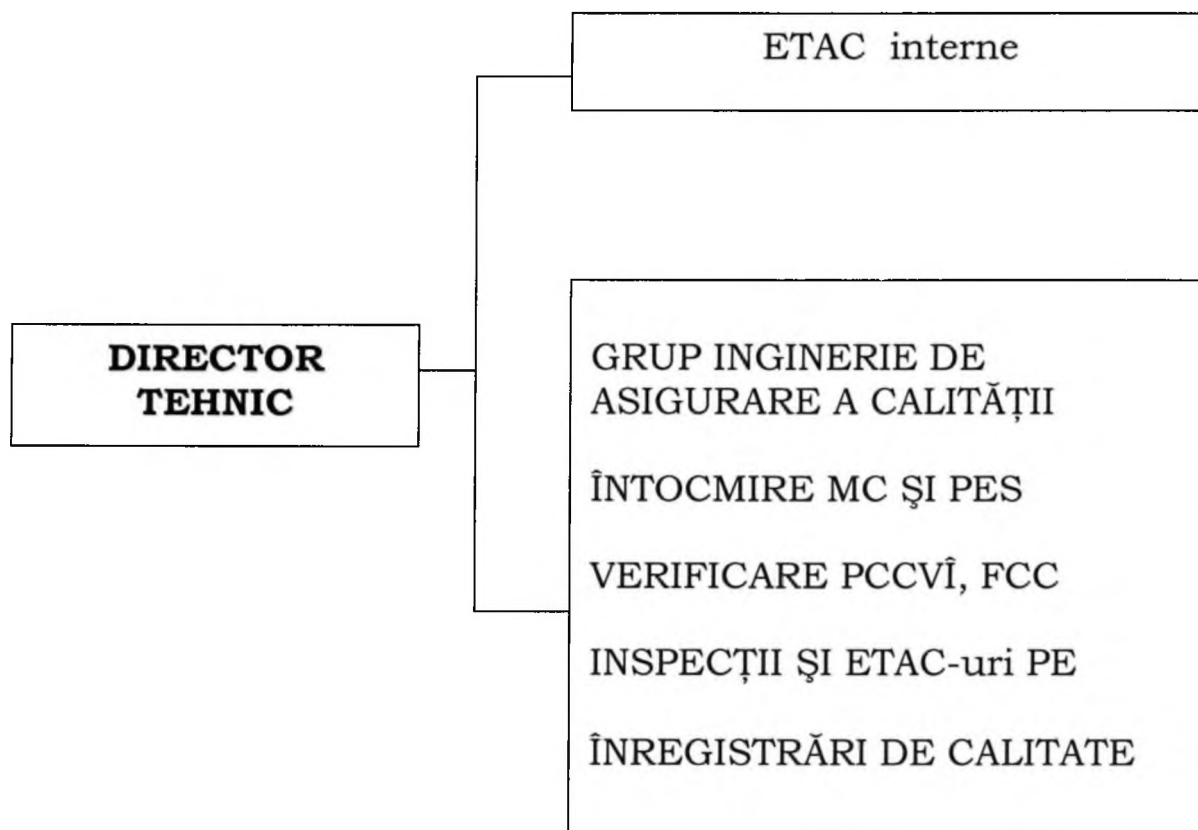 ETAC interne
DIRECTOR
TEHNIC
GRUP INGINERIE DE
ASIGURARE A CALITĂȚII
ÎNTOCMIRE MC ŞI PES
VERIFICARE PCCVÎ, FCC
INSPECȚII ŞI ETAC-uri PE
ÎNREGISTRĂRI DE CALITATE